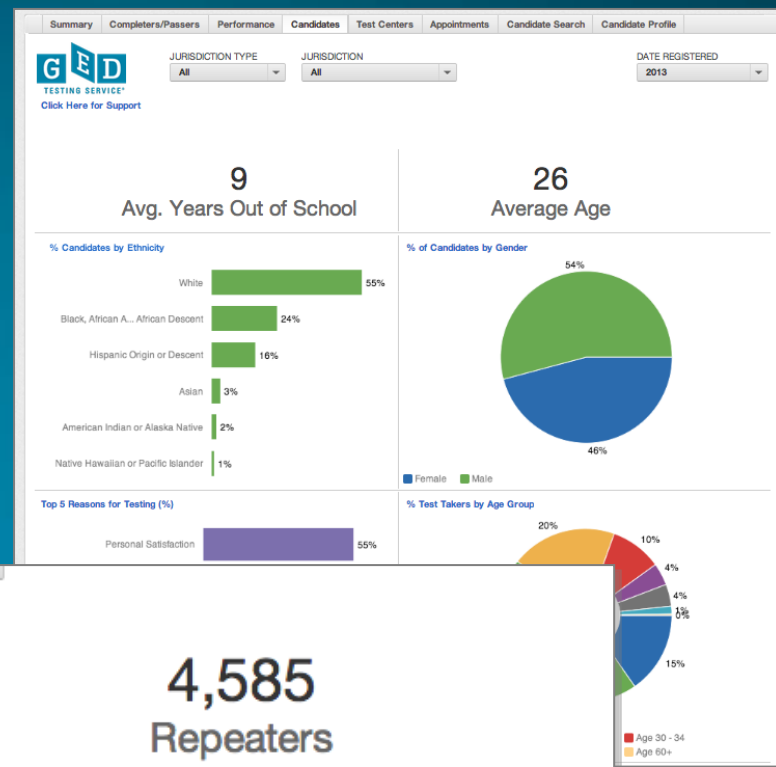 Summary Completers/Passers Performance Candidates Test Centers Appointments Candidate Search Candidate Profile
GED
TESTING SERVICE®
Click Here for Support
JURISDICTION TYPE
All
JURISDICTION
All
DATE REGISTERED
2013
9
Avg. Years Out of School
26
Average Age
% Candidates by Ethnicity
White 55%
Black, African A... African Descent 24%
Hispanic Origin or Descent 16%
Asian 3%
American Indian or Alaska Native 2%
Native Hawaiian or Pacific Islander 1%
% of Candidates by Gender
54%
46%
Female Male
Top 5 Reasons for Testing (%)
Personal Satisfaction 55%
% Test Takers by Age Group
20%
10%
4%
4%
1%
0%
15%
Age 30 - 34
Age 60+
4,585
Repeaters